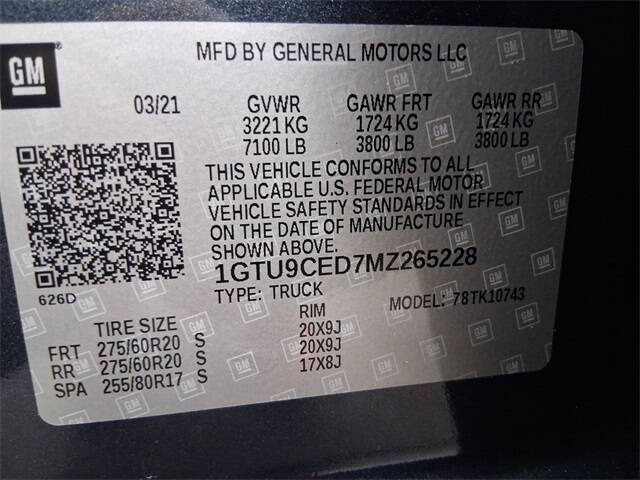 GM
MFD BY GENERAL MOTORS LLC
03/21 GVWR GAWR FRT GAWR RR
3221 KG 1724 KG 1724 KG
7100 LB 3800 LB 3800 LB
THIS VEHICLE CONFORMS TO ALL
APPLICABLE U.S. FEDERAL MOTOR
VEHICLE SAFETY STANDARDS IN EFFECT
ON THE DATE OF MANUFACTURE
SHOWN ABOVE.
626D 1GTU9CED7MZ265228
TYPE: TRUCK MODEL: 78TK10743
TIRE SIZE RIM
FRT 275/60R20 S 20X9J
RR 275/60R20 S 20X9J
SPA 255/80R17 S 17X8J